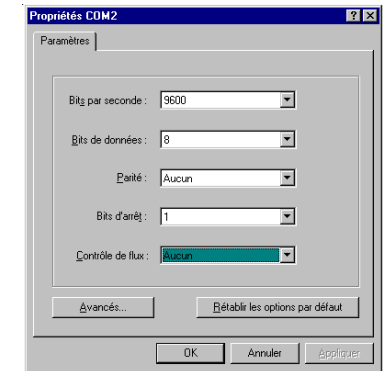 Propriétés COM2
Paramètres
Bits par seconde : 9600
Bits de données : 8
Parité : Aucun
Bits d'arrêt : 1
Contrôle de flux : Aucun
Avancés... Rétablir les options par défaut
OK Annuler Appliquer